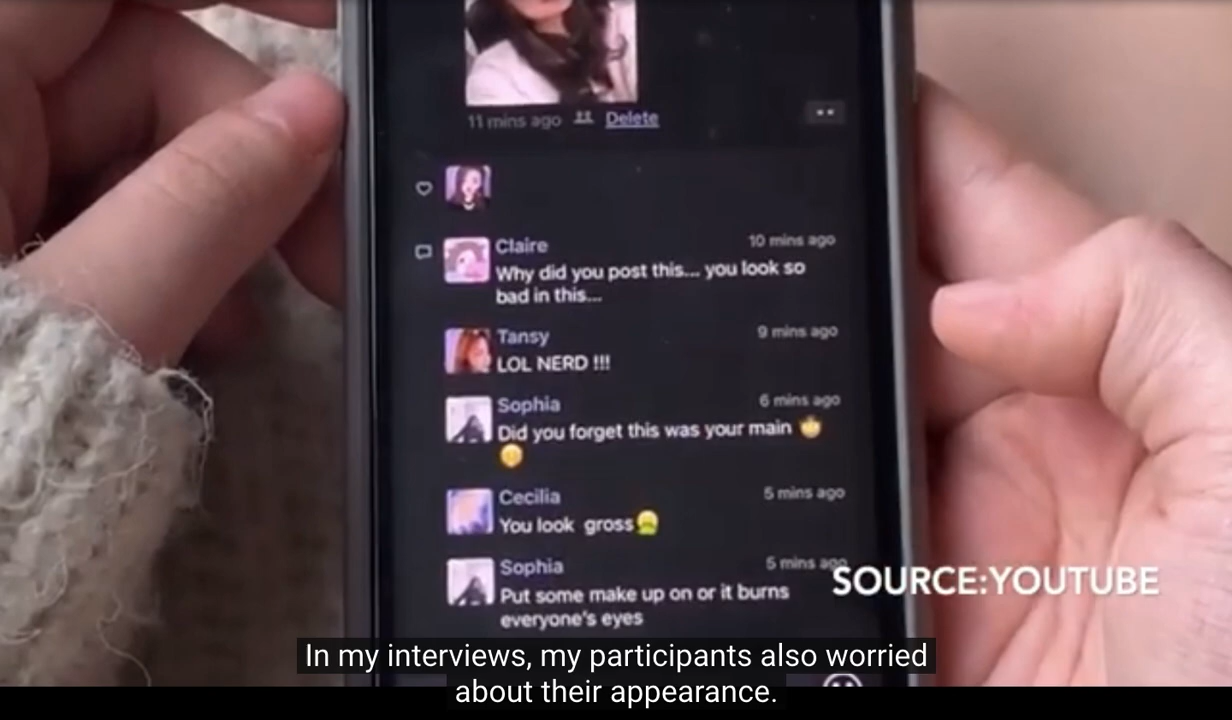 11 mins ago Delete
Claire 10 mins ago
Why did you post this... you look so
bad in this...
Tansy 9 mins ago
LOL NERD !!!
Sophia 6 mins ago
Did you forget this was your main 
Cecilia 5 mins ago
You look gross🤮
Sophia 5 mins ago
Put some make up on or it burns
everyone's eyes
SOURCE:YOUTUBE
In my interviews, my participants also worried
about their appearance.